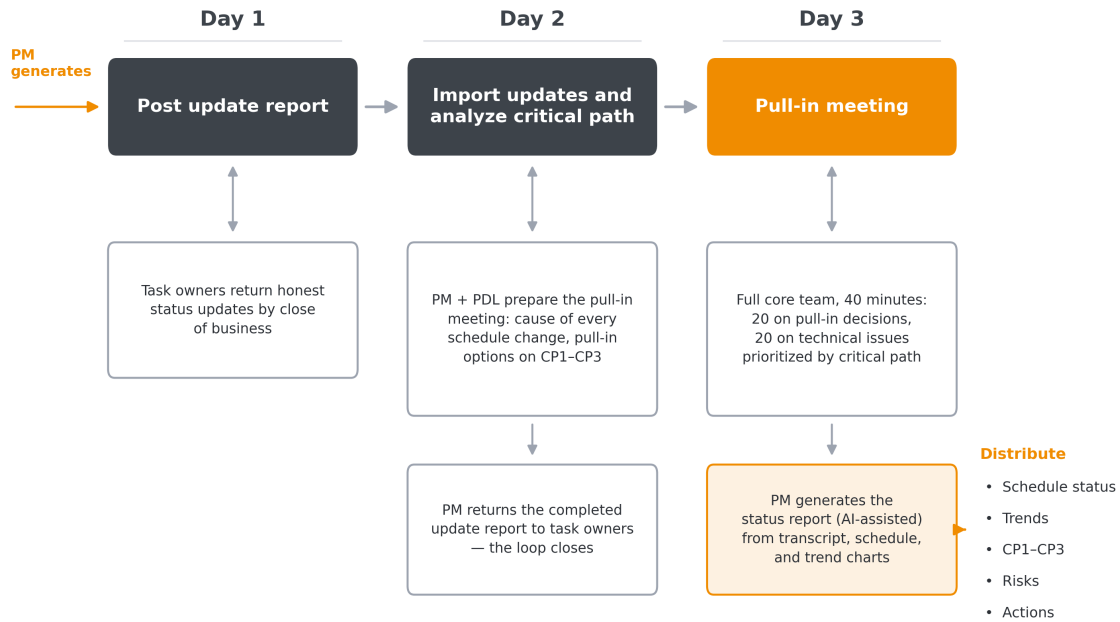 Day 1
Day 2
Day 3
PM
generates
Post update report
Import updates and
analyze critical path
Pull-in meeting
Task owners return honest
status updates by close
of business
PM + PDL prepare the pull-in
meeting: cause of every
schedule change, pull-in
options on CP1–CP3
Full core team, 40 minutes:
20 on pull-in decisions,
20 on technical issues
prioritized by critical path
PM returns the completed
update report to task owners
— the loop closes
PM generates the
status report (AI-assisted)
from transcript, schedule,
and trend charts
Distribute
• Schedule status
• Trends
• CP1–CP3
• Risks
• Actions